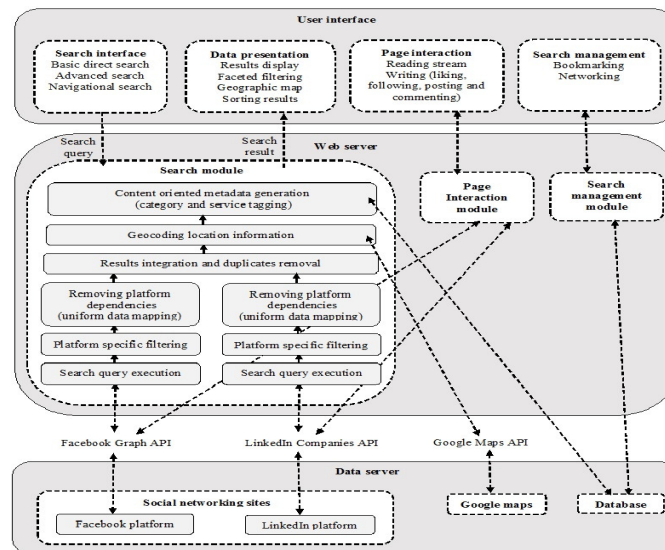 User interface
Search interface
Basic direct search
Advanced search
Navigational search
Data presentation
Results display
Faceted filtering
Geographic map
Sorting results
Page interaction
Reading stream
Writing (liking,
following, posting and
commenting)
Search management
Bookmarking
Networking
Search
query
Search
result
Web server
Search module
Content oriented metadata generation
(category and service tagging)
Geocoding location information
Results integration and duplicates removal
Removing platform
dependencies
(uniform data mapping)
Platform specific filtering
Search query execution
Removing platform
dependencies
(uniform data mapping)
Platform specific filtering
Search query execution
Page
Interaction
module
Search
management
module
Facebook Graph API
LinkedIn Companies API
Google Maps API
Data server
Social networking sites
Facebook platform
LinkedIn platform
Google maps
Database